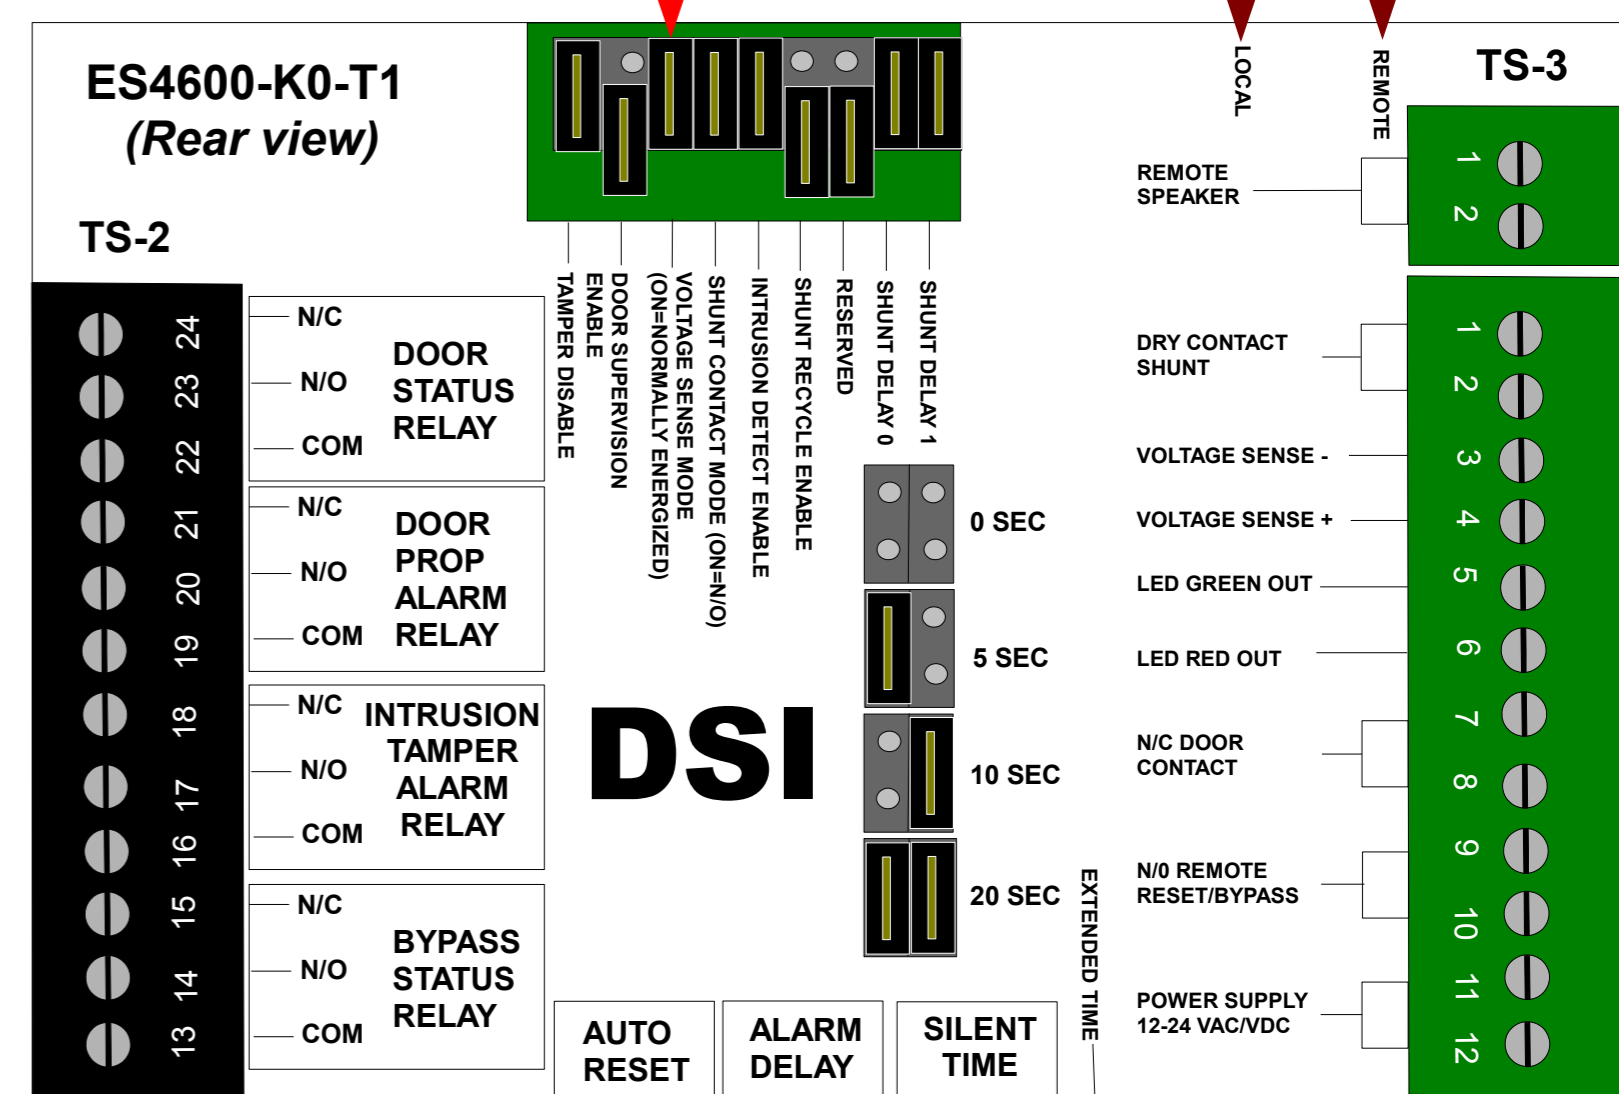 ES4600-K0-T1
(Rear view)
TS-2
LOCAL
REMOTE
TS-3
TAMPER DISABLE
DOOR SUPERVISION
ENABLE
VOLTAGE SENSE MODE
(ON=NORMALLY ENERGIZED)
SHUNT CONTACT MODE (ON=N/O)
INTRUSION DETECT ENABLE
SHUNT RECYCLE ENABLE
RESERVED
SHUNT DELAY 0
SHUNT DELAY 1
24
23
22
21
20
19
18
17
16
15
14
13
N/C
N/O
COM
DOOR
STATUS
RELAY
N/C
N/O
COM
DOOR
PROP
ALARM
RELAY
N/C
N/O
COM
INTRUSION
TAMPER
ALARM
RELAY
N/C
N/O
COM
BYPASS
STATUS
RELAY
DSI
0 SEC
5 SEC
10 SEC
20 SEC
AUTO
RESET
ALARM
DELAY
SILENT
TIME
EXTENDED TIME
REMOTE
SPEAKER
1
2
DRY CONTACT
SHUNT
VOLTAGE SENSE -
VOLTAGE SENSE +
LED GREEN OUT
LED RED OUT
N/C DOOR
CONTACT
N/0 REMOTE
RESET/BYPASS
POWER SUPPLY
12-24 VAC/VDC
1
2
3
4
5
6
7
8
9
10
11
12